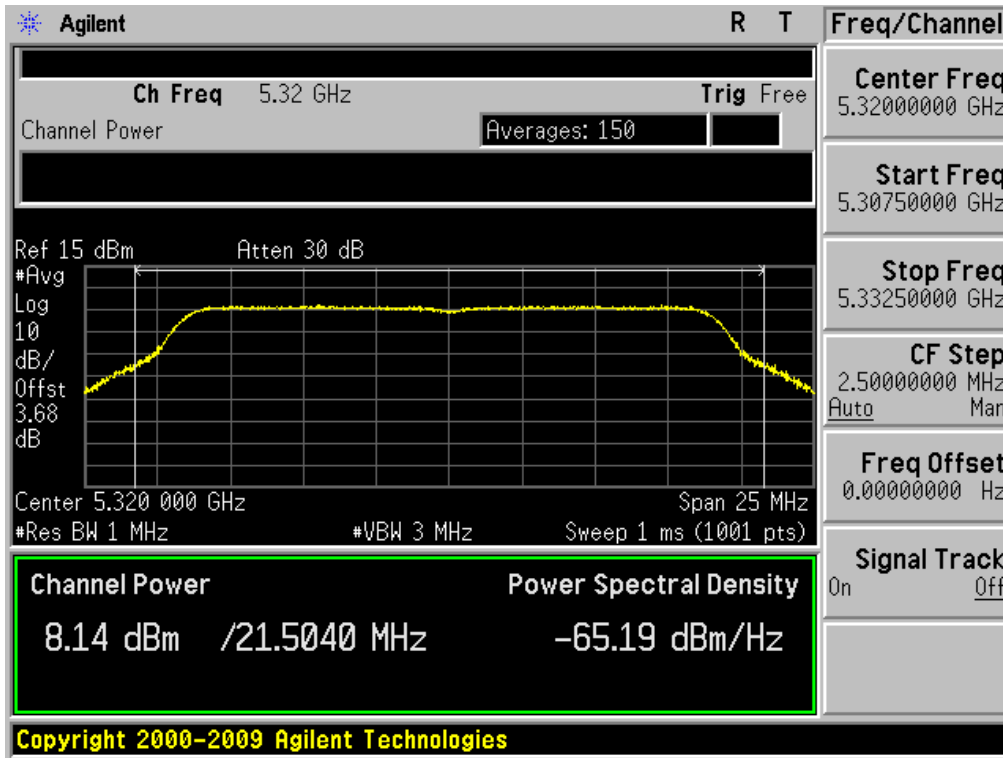 Agilent R T Freq/Channel
Ch Freq 5.32 GHz Trig Free
Channel Power Averages: 150
Center Freq
5.32000000 GHz
Start Freq
5.30750000 GHz
Stop Freq
5.33250000 GHz
CF Step
2.50000000 MHz
Auto Man
Freq Offset
0.00000000 Hz
Signal Track
On Off
Ref 15 dBm Atten 30 dB
#Avg
Log
10
dB/
Offst
3.68
dB
Center 5.320 000 GHz Span 25 MHz
#Res BW 1 MHz #VBW 3 MHz Sweep 1 ms (1001 pts)
Channel Power Power Spectral Density
8.14 dBm /21.5040 MHz -65.19 dBm/Hz
Copyright 2000-2009 Agilent Technologies